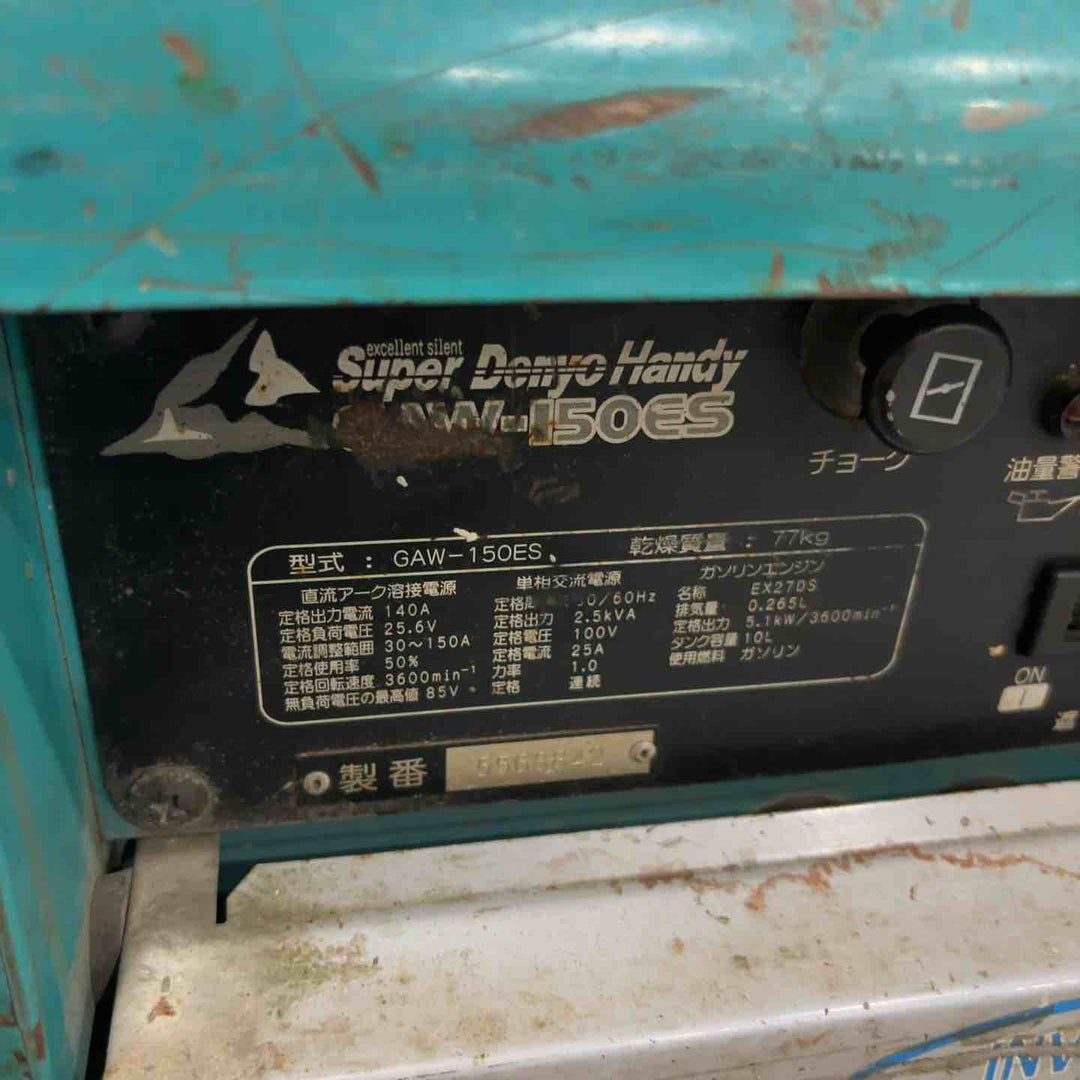 excellent silent
Super Denyo Handy
W-150ES
チョーク
油量警
型式 : GAW-150ES
乾燥質量 : 77kg
直流アーク溶接電源
定格出力電流 140A
定格負荷電圧 25.6V
電流調整範囲 30～150A
定格使用率 50%
定格回転速度 3600min⁻¹
無負荷電圧の最高値 85V
単相交流電源
定格 0/60Hz
定格出力 2.5kVA
定格電圧 100V
定格電流 25A
力率 1.0
定格 連続
ガソリンエンジン
名称 EX27DS
排気量 0.265L
定格出力 5.1kW/3600min⁻¹
タンク容量 10L
使用燃料 ガソリン
ON
製番
INV